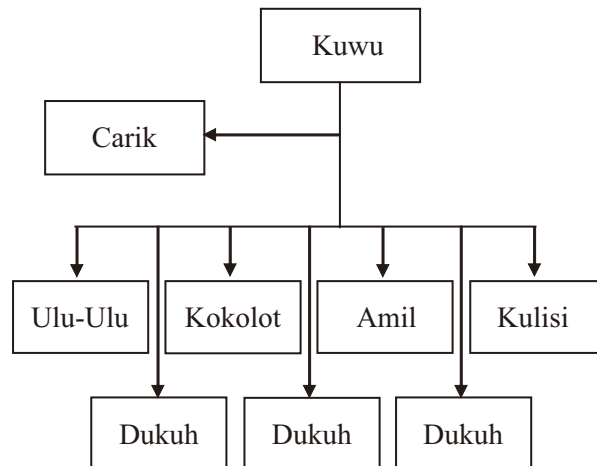 Kuwu
Carik
Ulu-Ulu
Kokolot
Amil
Kulisi
Dukuh
Dukuh
Dukuh